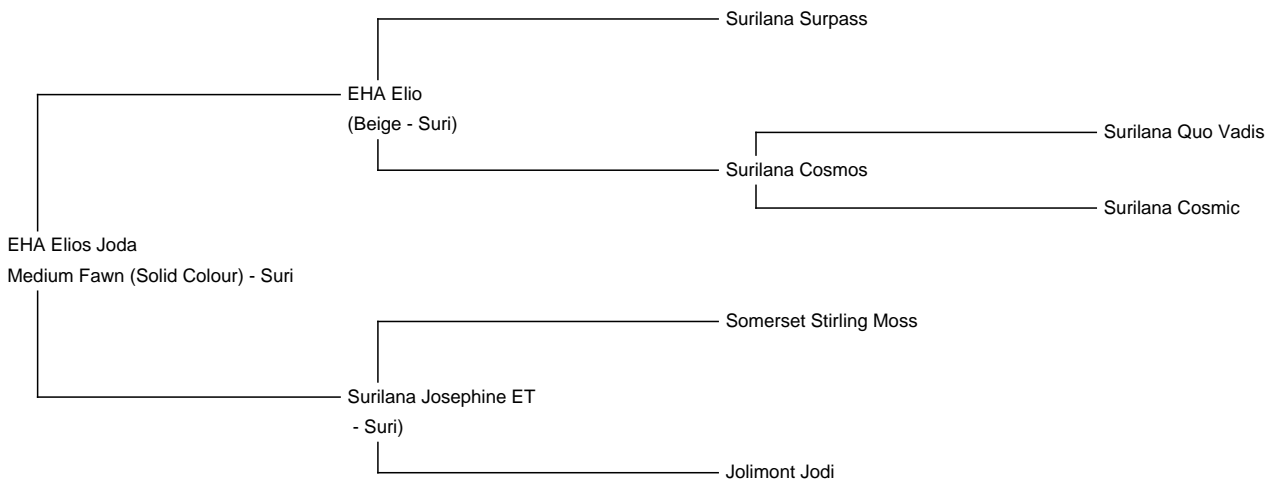 Surilana Surpass
EHA Elio
(Beige - Suri)
Surilana Quo Vadis
Surilana Cosmos
Surilana Cosmic
EHA Elios Joda
Medium Fawn (Solid Colour) - Suri
Somerset Stirling Moss
Surilana Josephine ET
- Suri)
Jolimont Jodi